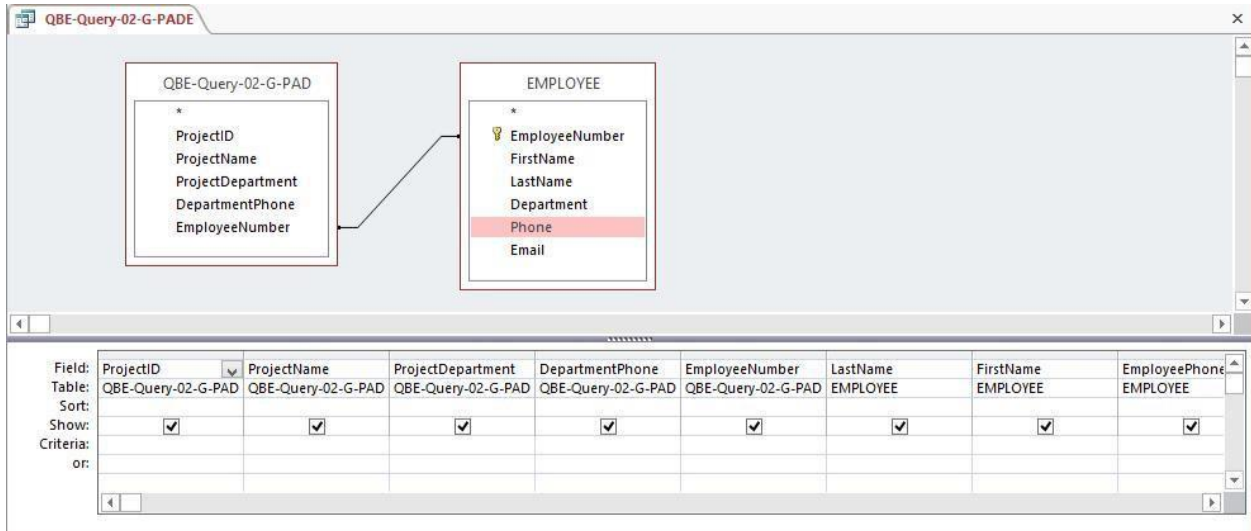 QBE-Query-02-G-PADE
QBE-Query-02-G-PAD
*
ProjectID
ProjectName
ProjectDepartment
DepartmentPhone
EmployeeNumber
EMPLOYEE
*
EmployeeNumber
FirstName
LastName
Department
Phone
Email
Field: ProjectID ProjectName ProjectDepartment DepartmentPhone EmployeeNumber LastName FirstName EmployeePhone
Table: QBE-Query-02-G-PAD QBE-Query-02-G-PAD QBE-Query-02-G-PAD QBE-Query-02-G-PAD QBE-Query-02-G-PAD EMPLOYEE EMPLOYEE EMPLOYEE
Sort:
Show:
Criteria:
or: